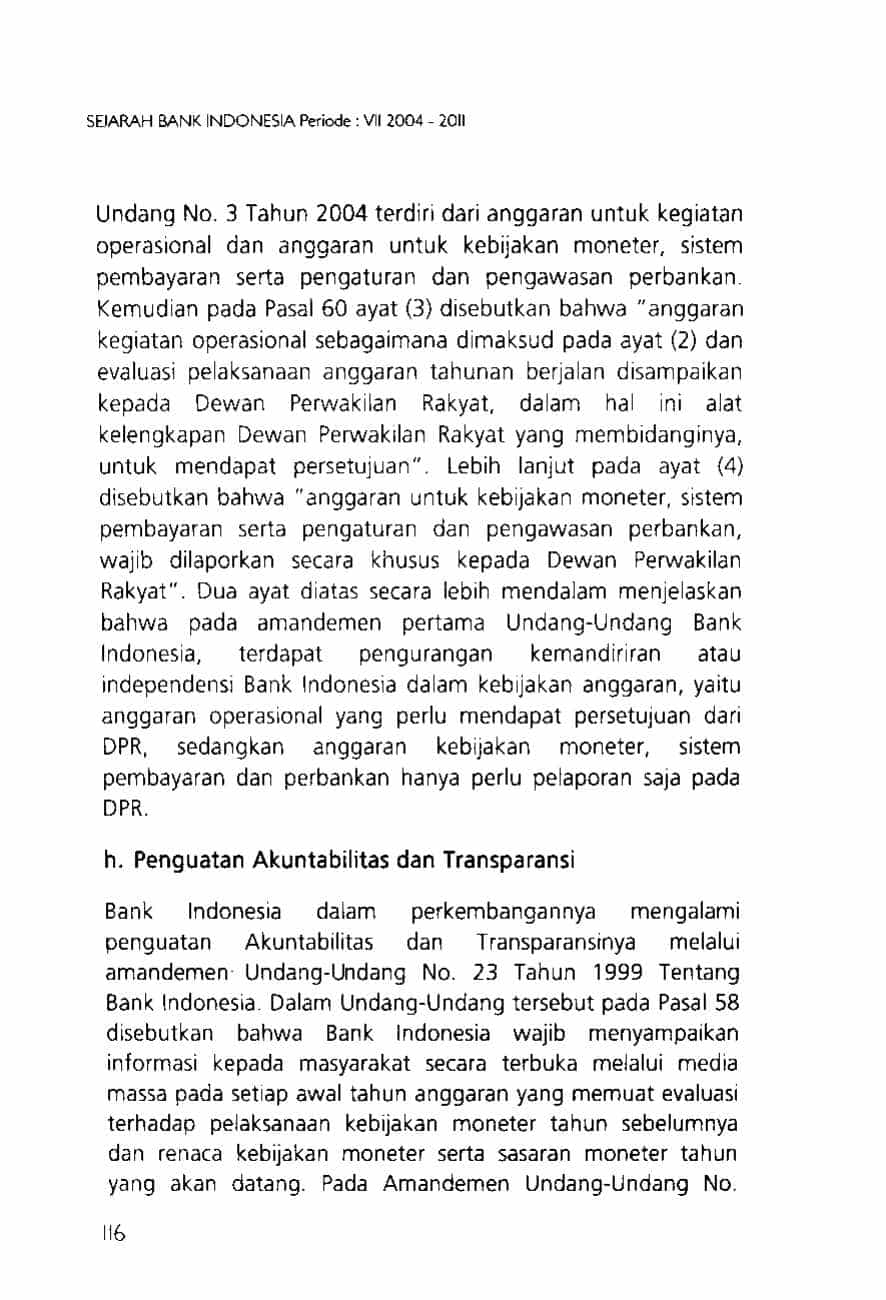 SEJARAH BANK INDONESIA Periode : VII 2004 - 2011
Undang No. 3 Tahun 2004 terdiri dari anggaran untuk kegiatan
operasional dan anggaran untuk kebijakan moneter, sistem
pembayaran serta pengaturan dan pengawasan perbankan.
Kemudian pada Pasal 60 ayat (3) disebutkan bahwa "anggaran
kegiatan operasional sebagaimana dimaksud pada ayat (2) dan
evaluasi pelaksanaan anggaran tahunan berjalan disampaikan
kepada Dewan Perwakilan Rakyat, dalam hal ini alat
kelengkapan Dewan Perwakilan Rakyat yang membidanginya,
untuk mendapat persetujuan". Lebih lanjut pada ayat (4)
disebutkan bahwa "anggaran untuk kebijakan moneter, sistem
pembayaran serta pengaturan dan pengawasan perbankan,
wajib dilaporkan secara khusus kepada Dewan Perwakilan
Rakyat". Dua ayat diatas secara lebih mendalam menjelaskan
bahwa pada amandemen pertama Undang-Undang Bank
Indonesia, terdapat pengurangan kemandiriran atau
independensi Bank Indonesia dalam kebijakan anggaran, yaitu
anggaran operasional yang perlu mendapat persetujuan dari
DPR, sedangkan anggaran kebijakan moneter, sistem
pembayaran dan perbankan hanya perlu pelaporan saja pada
DPR.
h. Penguatan Akuntabilitas dan Transparansi
Bank Indonesia dalam perkembangannya mengalami
penguatan Akuntabilitas dan Transparansinya melalui
amandemen Undang-Undang No. 23 Tahun 1999 Tentang
Bank Indonesia. Dalam Undang-Undang tersebut pada Pasal 58
disebutkan bahwa Bank Indonesia wajib menyampaikan
informasi kepada masyarakat secara terbuka melalui media
massa pada setiap awal tahun anggaran yang memuat evaluasi
terhadap pelaksanaan kebijakan moneter tahun sebelumnya
dan renaca kebijakan moneter serta sasaran moneter tahun
yang akan datang. Pada Amandemen Undang-Undang No.
116